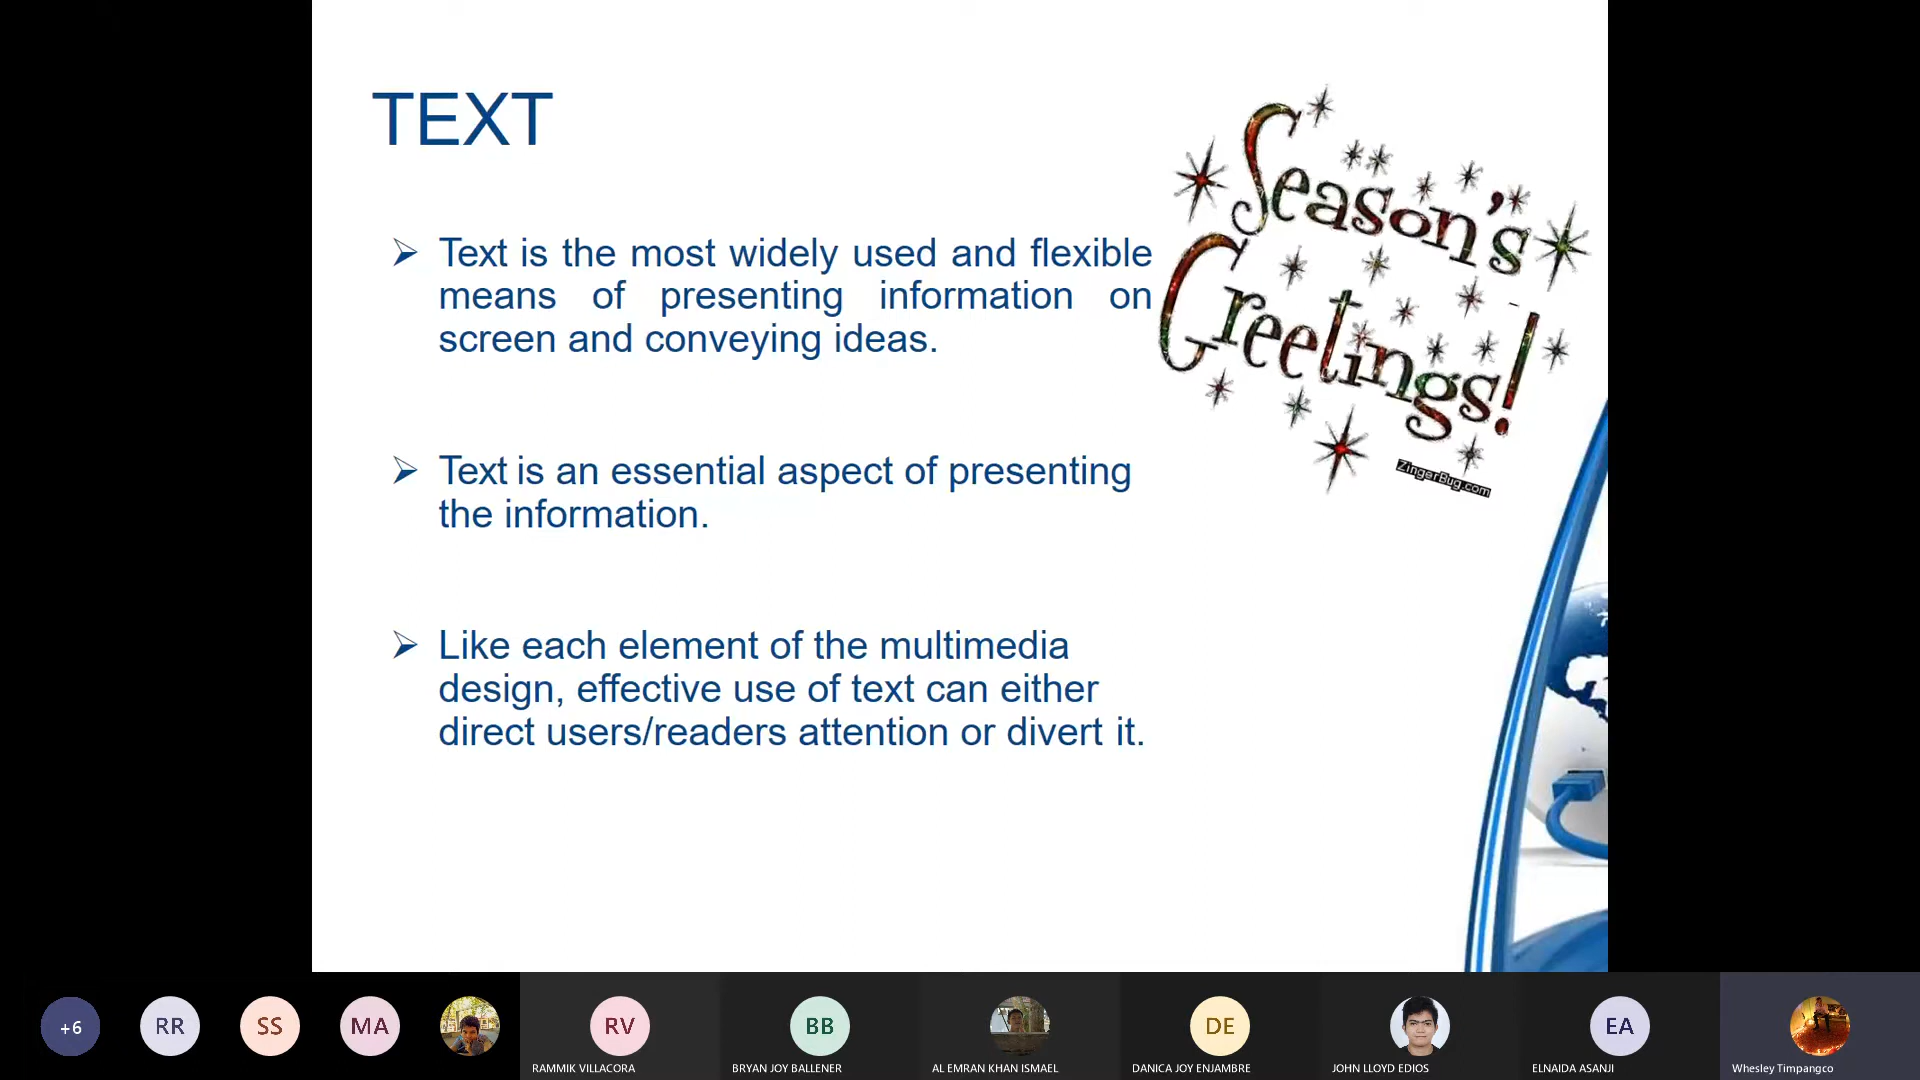 TEXT
Season's
Greetings!
ZingerBug.com
Text is the most widely used and flexible
means of presenting information on
screen and conveying ideas.
Text is an essential aspect of presenting
the information.
Like each element of the multimedia
design, effective use of text can either
direct users/readers attention or divert it.
+6
RR
SS
MA
RV
BB
DE
EA
RAMMIK VILLACORA
BRYAN JOY BALLENER
AL EMRAN KHAN ISMAEL
DANICA JOY ENJAMBRE
JOHN LLOYD EDIOS
ELNAIDA ASANJI
Whesley Timpangco